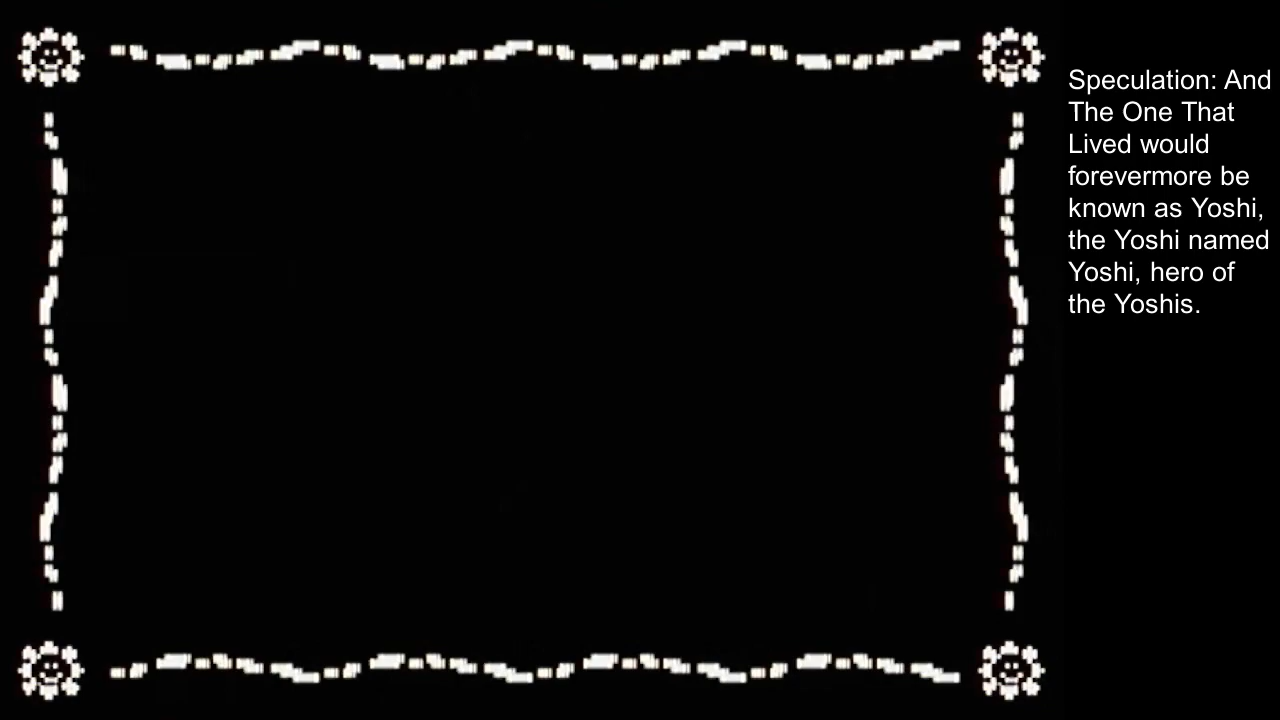 Speculation: And
The One That
Lived would
forevermore be
known as Yoshi,
the Yoshi named
Yoshi, hero of
the Yoshis.